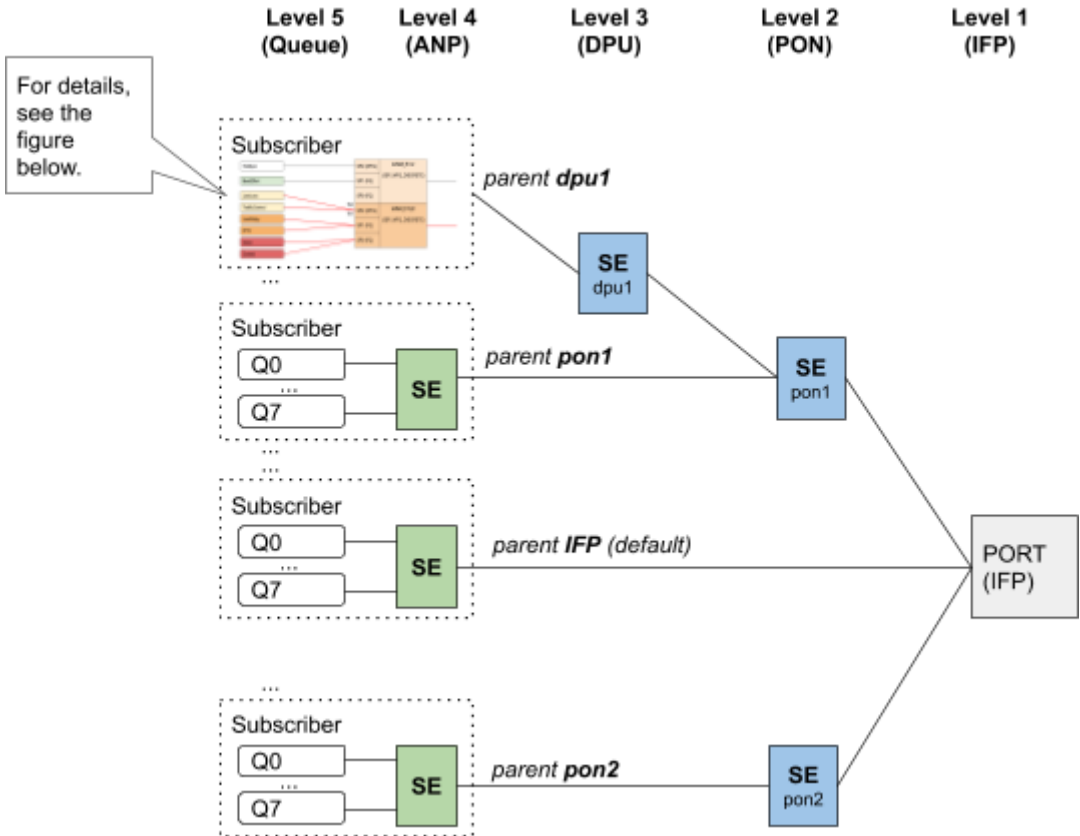 Level 5
(Queue)
Level 4
(ANP)
Level 3
(DPU)
Level 2
(PON)
Level 1
(IFP)
For details,
see the
figure
below.
Subscriber
parent dpu1
SE
dpu1
...
Subscriber
Q0
...
Q7
SE
parent pon1
SE
pon1
...
...
Subscriber
Q0
...
Q7
SE
parent IFP (default)
PORT
(IFP)
...
Subscriber
Q0
...
Q7
SE
parent pon2
SE
pon2